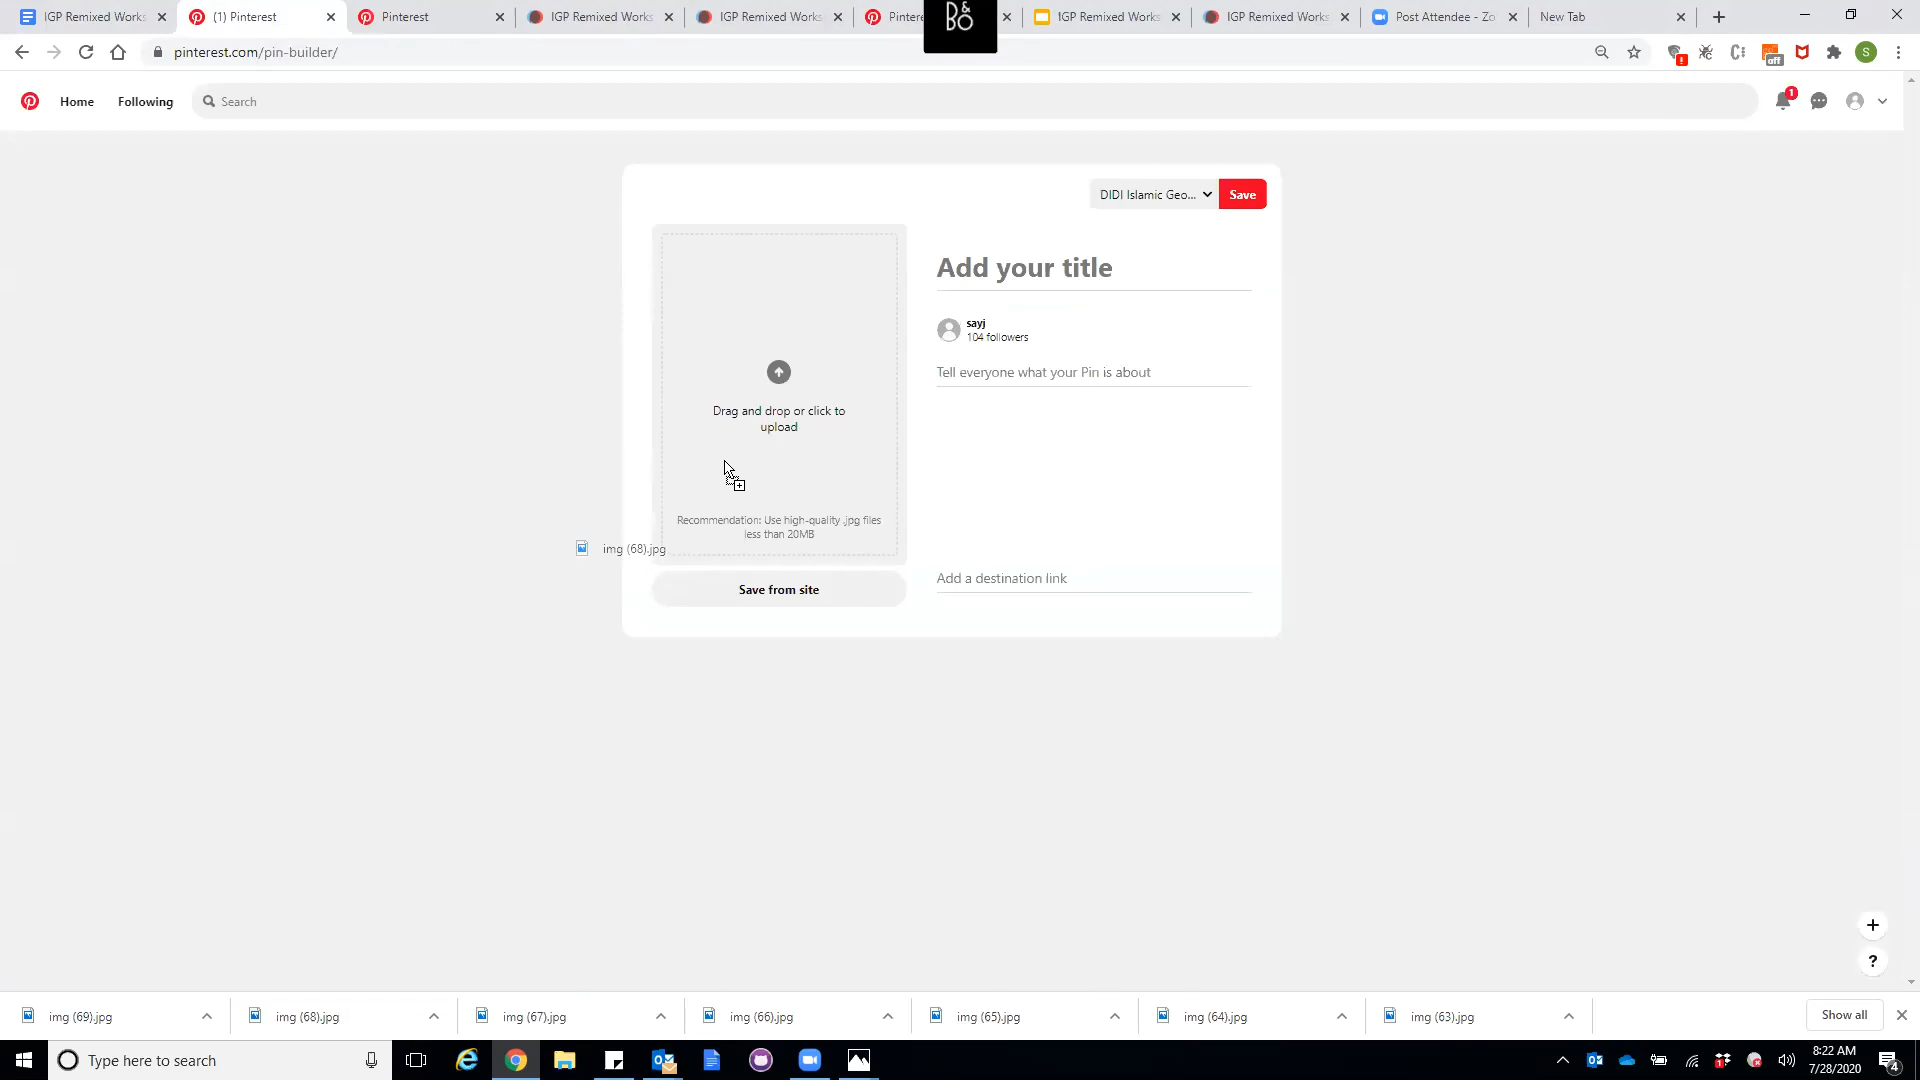 IGP Remixed Works
(1) Pinterest
Pinterest
IGP Remixed Works
IGP Remixed Works
Pintere
B&O
IGP Remixed Works
IGP Remixed Works
Post Attendee - Zo
New Tab
pinterest.com/pin-builder/
off
S
Home
Following
Search
1
DIDI Islamic Geo...
Save
Add your title
sayj
104 followers
Tell everyone what your Pin is about
Drag and drop or click to
upload
Recommendation: Use high-quality .jpg files
less than 20MB
img (68).jpg
Save from site
Add a destination link
+
?
img (69).jpg
img (68).jpg
img (67).jpg
img (66).jpg
img (65).jpg
img (64).jpg
img (63).jpg
Show all
Type here to search
8:22 AM
7/28/2020
4